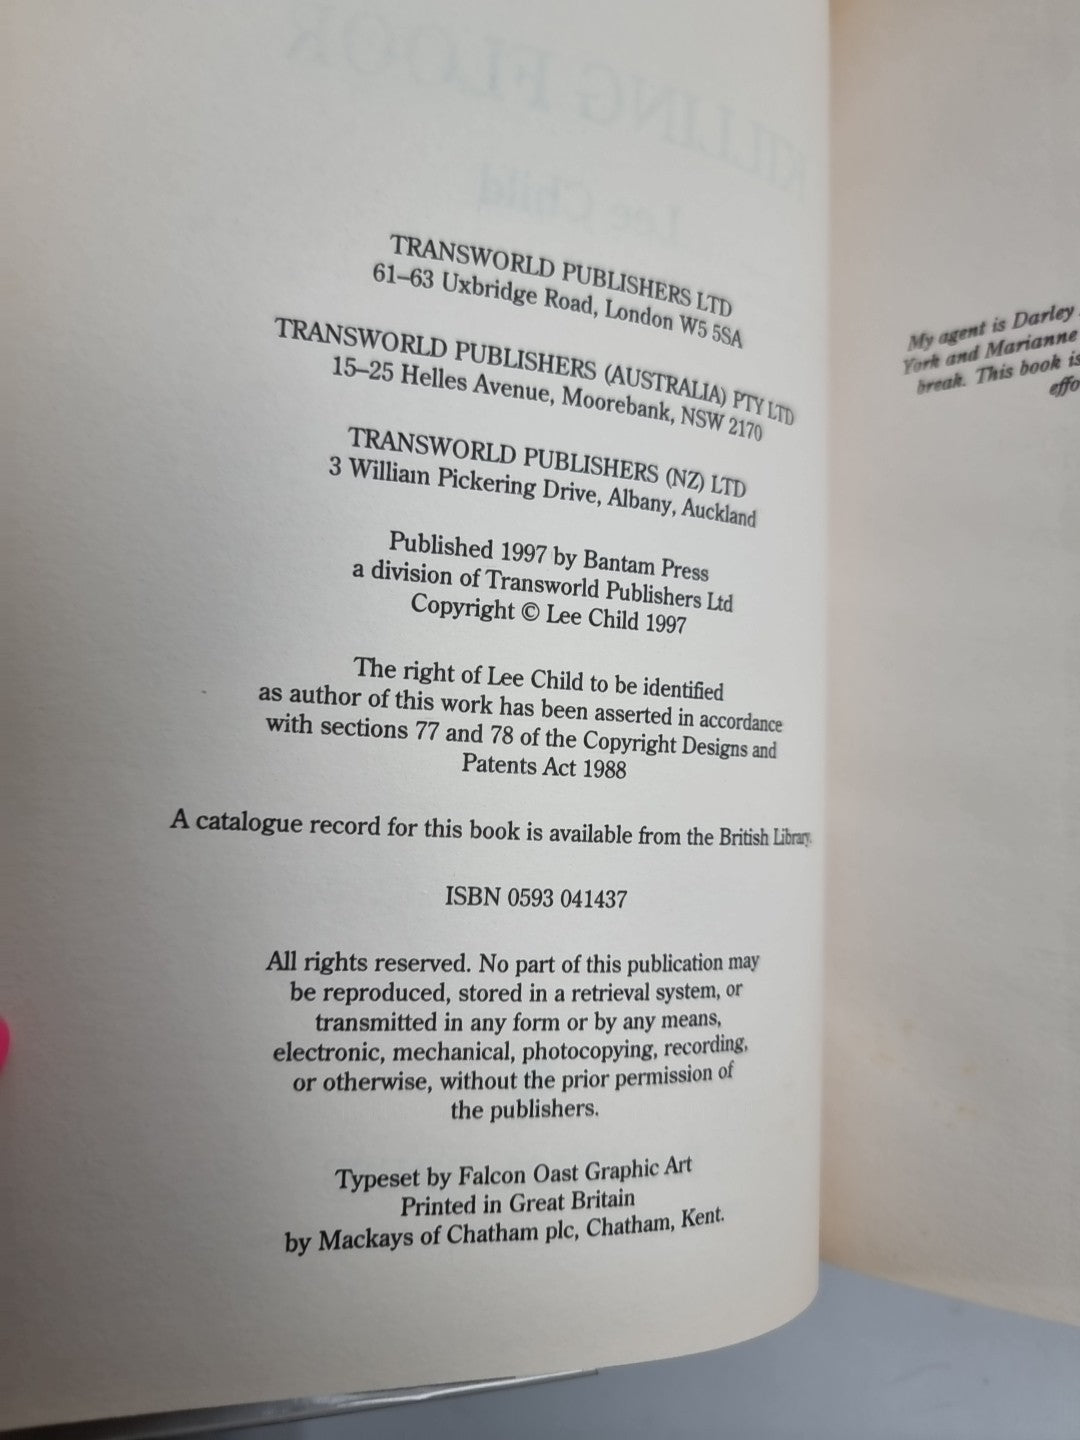 TRANSWORLD PUBLISHERS LTD
61–63 Uxbridge Road, London W5 5SA
TRANSWORLD PUBLISHERS (AUSTRALIA) PTY LTD
15–25 Helles Avenue, Moorebank, NSW 2170
TRANSWORLD PUBLISHERS (NZ) LTD
3 William Pickering Drive, Albany, Auckland
Published 1997 by Bantam Press
a division of Transworld Publishers Ltd
Copyright © Lee Child 1997
The right of Lee Child to be identified
as author of this work has been asserted in accordance
with sections 77 and 78 of the Copyright Designs and
Patents Act 1988
A catalogue record for this book is available from the British Library.
ISBN 0593 041437
All rights reserved. No part of this publication may
be reproduced, stored in a retrieval system, or
transmitted in any form or by any means,
electronic, mechanical, photocopying, recording,
or otherwise, without the prior permission of
the publishers.
Typeset by Falcon Oast Graphic Art
Printed in Great Britain
by Mackays of Chatham plc, Chatham, Kent.
My agent is Darley
York and Marianne
break. This book is